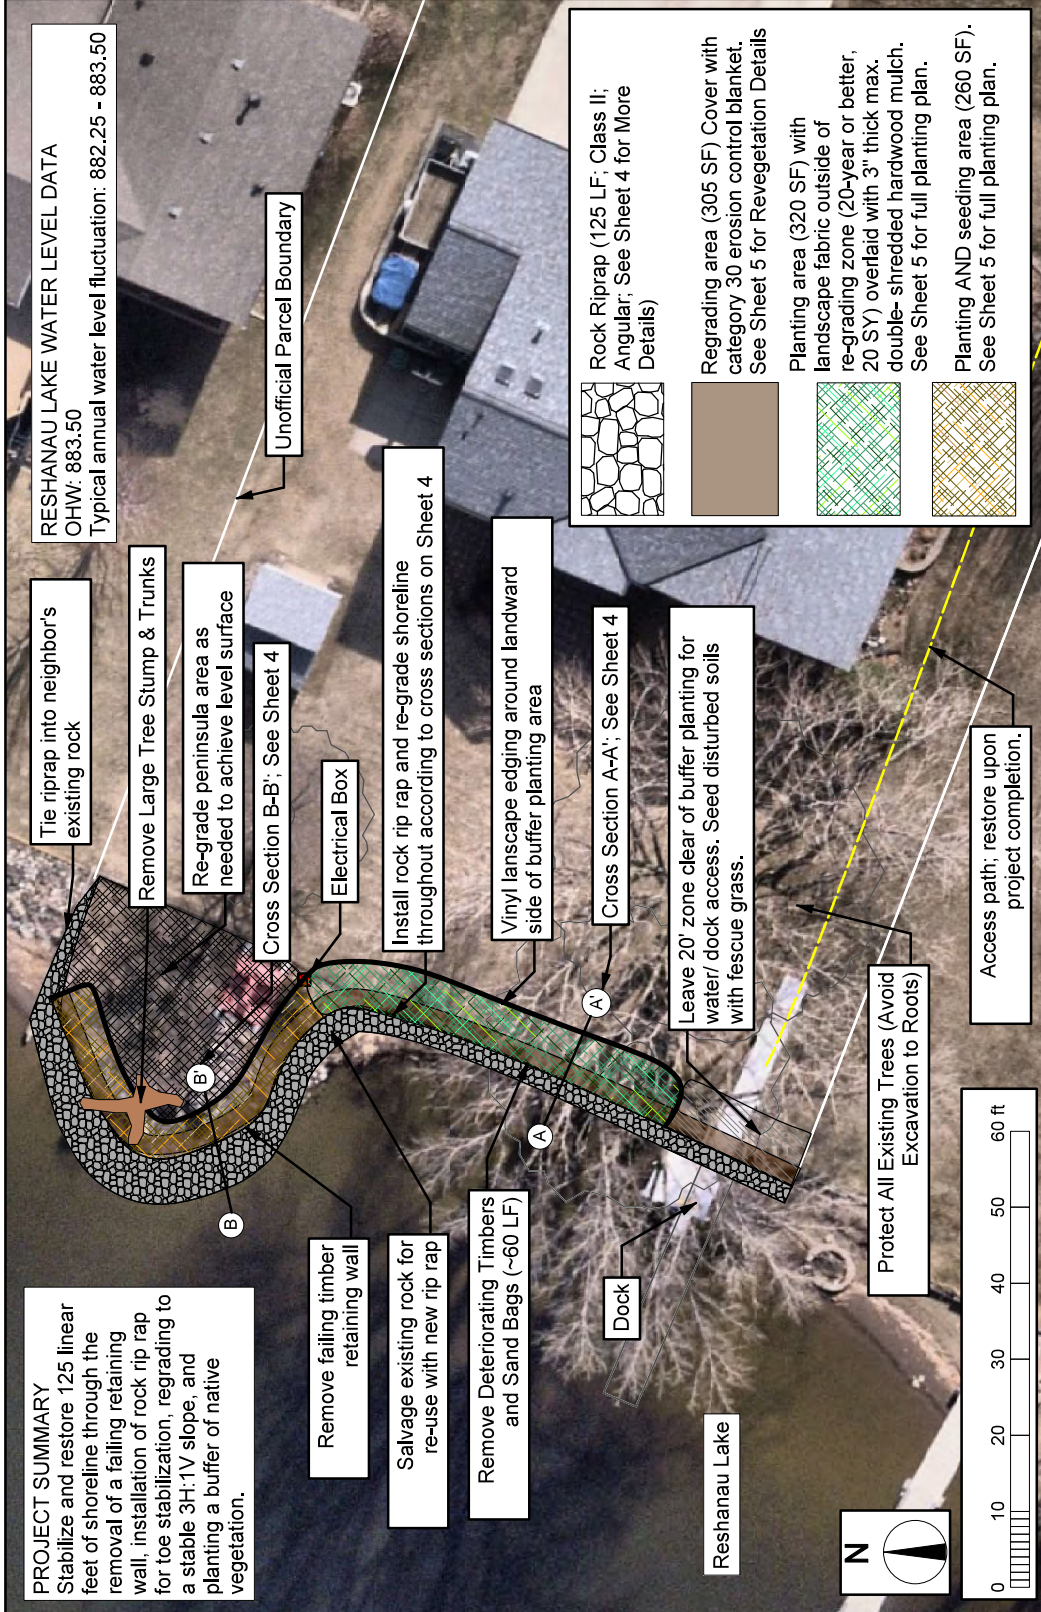 PROJECT SUMMARY
Stabilize and restore 125 linear
feet of shoreline through the
removal of a failing retaining
wall, installation of rock rip rap
for toe stabilization, regrading to
a stable 3H:1V slope, and
planting a buffer of native
vegetation.
RESHANAU LAKE WATER LEVEL DATA
OHW: 883.50
Typical annual water level fluctuation: 882.25 - 883.50
Tie riprap into neighbor's
existing rock
Remove Large Tree Stump & Trunks
Re-grade peninsula area as
needed to achieve level surface
Cross Section B-B'; See Sheet 4
Electrical Box
Unofficial Parcel Boundary
Install rock rip rap and re-grade shoreline
throughout according to cross sections on Sheet 4
Vinyl lanscape edging around landward
side of buffer planting area
Cross Section A-A'; See Sheet 4
Leave 20' zone clear of buffer planting for
water/ dock access. Seed disturbed soils
with fescue grass.
B
B'
A
A'
Remove failing timber
retaining wall
Salvage existing rock for
re-use with new rip rap
Remove Deteriorating Timbers
and Sand Bags (~60 LF)
Dock
Reshanau Lake
Protect All Existing Trees (Avoid
Excavation to Roots)
Access path; restore upon
project completion.
Rock Riprap (125 LF; Class II;
Angular; See Sheet 4 for More
Details)
Regrading area (305 SF) Cover with
category 30 erosion control blanket.
See Sheet 5 for Revegetation Details
Planting area (320 SF) with
landscape fabric outside of
re-grading zone (20-year or better,
20 SY) overlaid with 3" thick max.
double- shredded hardwood mulch.
See Sheet 5 for full planting plan.
Planting AND seeding area (260 SF).
See Sheet 5 for full planting plan.
N
0 10 20 30 40 50 60 ft